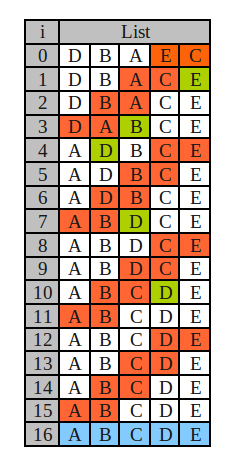 i List
0 D B A E C
1 D B A C E
2 D B A C E
3 D A B C E
4 A D B C E
5 A D B C E
6 A D B C E
7 A B D C E
8 A B D C E
9 A B D C E
10 A B C D E
11 A B C D E
12 A B C D E
13 A B C D E
14 A B C D E
15 A B C D E
16 A B C D E